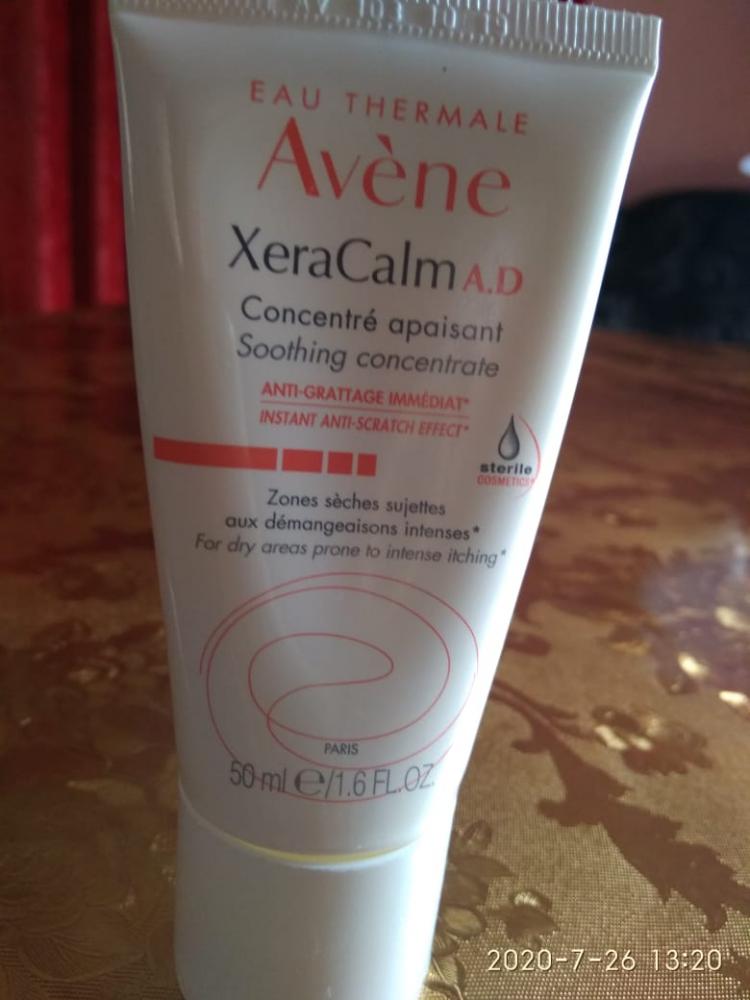 EAU THERMALE
Avène
XeraCalm A.D
Concentré apaisant
Soothing concentrate
ANTI-GRATTAGE IMMÉDIAT*
INSTANT ANTI-SCRATCH EFFECT*
sterile
COSMETICS
Zones sèches sujettes
aux démangeaisons intenses*
For dry areas prone to intense itching*
PARIS
50 ml e/1.6 FL.OZ.
2020-7-26 13:20